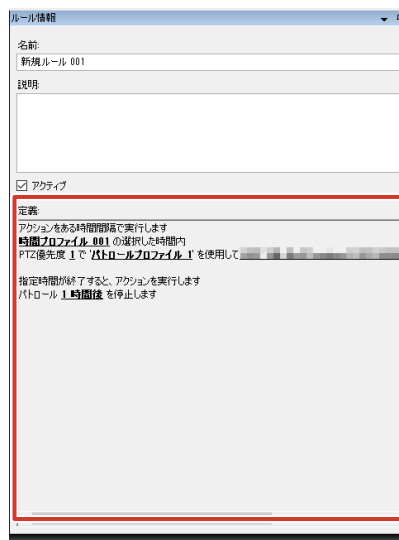 ルール情報
名前:
新規ルール 001
説明:
アクティブ
定義:
アクションをある時間間隔で実行します
時間プロファイル 001 の選択した時間内
PTZ優先度 1 で 'パトロールプロファイル 1' を使用して
指定時間が終了すると、アクションを実行します
パトロール 1 時間後 を停止します